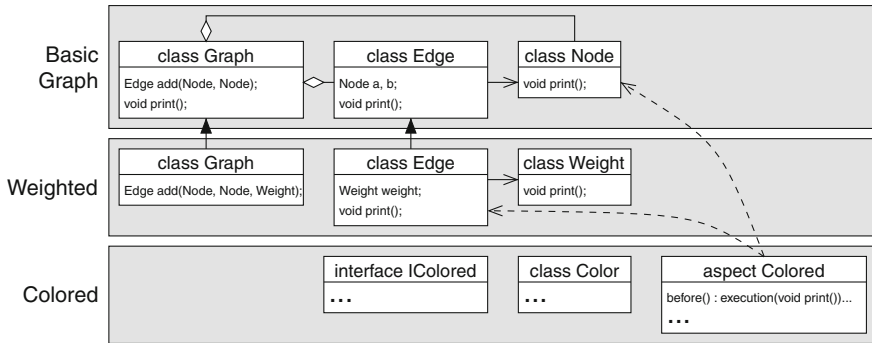 Basic
Graph
class Graph
Edge add(Node, Node);
void print();
class Edge
Node a, b;
void print();
class Node
void print();
Weighted
class Graph
Edge add(Node, Node, Weight);
class Edge
Weight weight;
void print();
class Weight
void print();
Colored
interface IColored
...
class Color
...
aspect Colored
before() : execution(void print())...
...